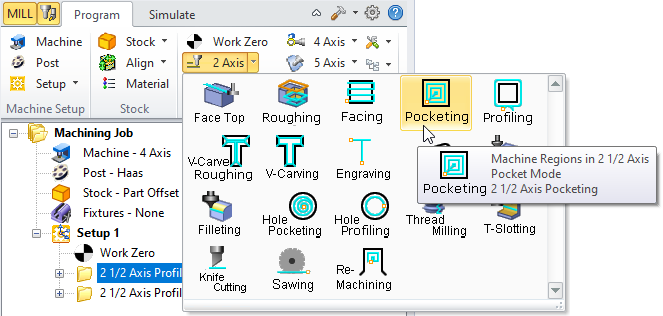 MILL Program Simulate
Machine Stock Work Zero 4 Axis
Post Align 2 Axis 5 Axis
Setup Material
Machine Setup Stock
Face Top Roughing Facing Pocketing Profiling
V-Carve Roughing V-Carving Engraving
Filleting Hole Pocketing Hole Profiling Thread Milling T-Slotting
Knife Cutting Sawing Re-Machining
Pocketing
Machine Regions in 2 1/2 Axis
Pocket Mode
2 1/2 Axis Pocketing
Machining Job
Machine - 4 Axis
Post - Haas
Stock - Part Offset
Fixtures - None
Setup 1
Work Zero
2 1/2 Axis Profil
2 1/2 Axis Profil